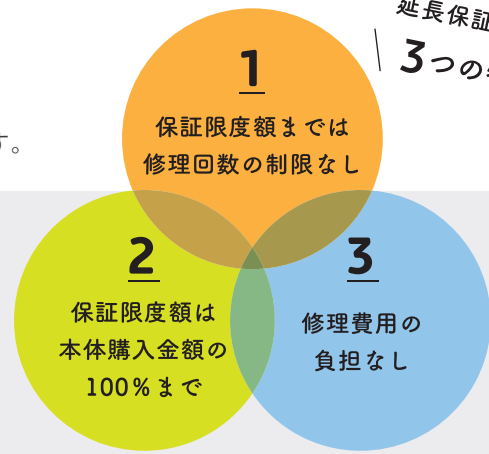 延長保証
3つの
す。
1
保証限度額までは
修理回数の制限なし
2
保証限度額は
本体購入金額の
100％まで
3
修理費用の
負担なし